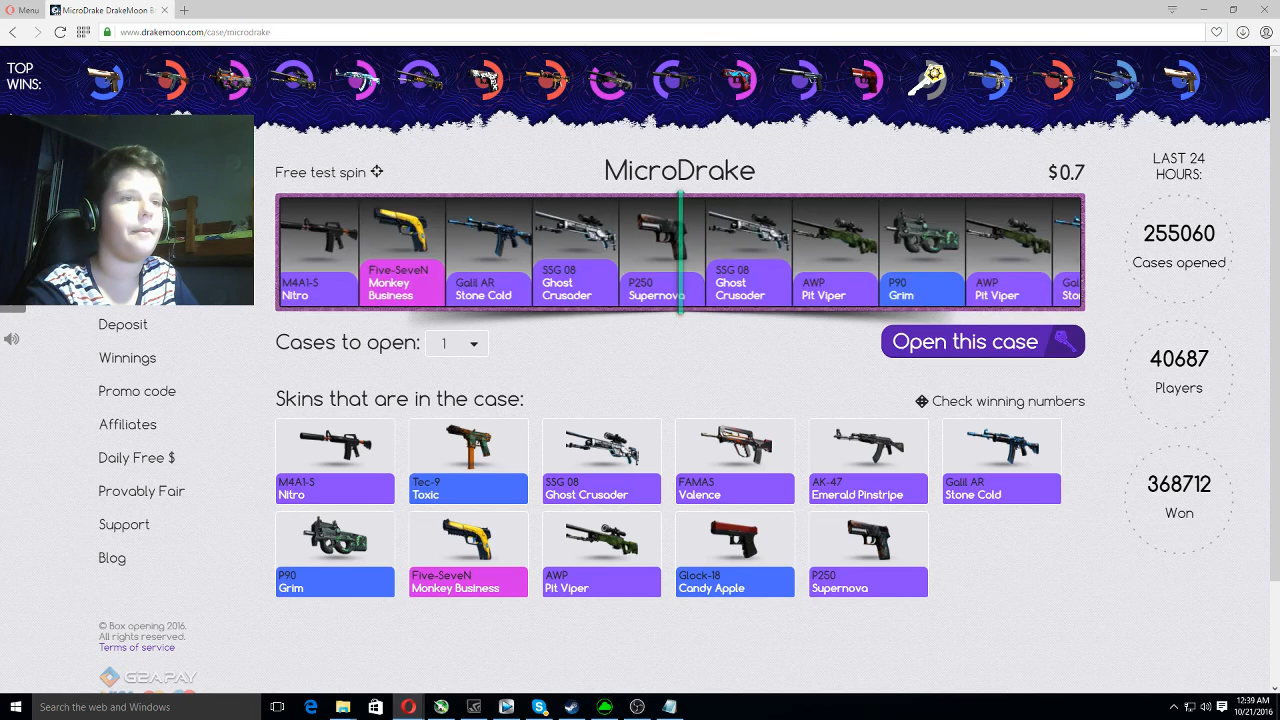 Menu
MicroDrake DrakeMoon B
www.drakemoon.com/case/microdrake
TOP
WINS:
Free test spin
MicroDrake
$0.7
LAST 24
HOURS:
M4A1-S
Nitro
Five-SeveN
Monkey
Business
Galil AR
Stone Cold
SSG 08
Ghost
Crusader
P250
Supernova
SSG 08
Ghost
Crusader
AWP
Pit Viper
P90
Grim
AWP
Pit Viper
Gal
Sto
255060
Cases opened
Deposit
Winnings
Promo code
Affiliates
Daily Free $
Provably Fair
Support
Blog
Cases to open: 1
Open this case
40687
Players
Skins that are in the case:
Check winning numbers
M4A1-S
Nitro
Tec-9
Toxic
SSG 08
Ghost Crusader
FAMAS
Valence
AK-47
Emerald Pinstripe
Galil AR
Stone Cold
368712
Won
P90
Grim
Five-SeveN
Monkey Business
AWP
Pit Viper
Glock-18
Candy Apple
P250
Supernova
© Box opening 2016.
All rights reserved.
Terms of service
G2A PAY
Search the web and Windows
12:39 AM
10/21/2016